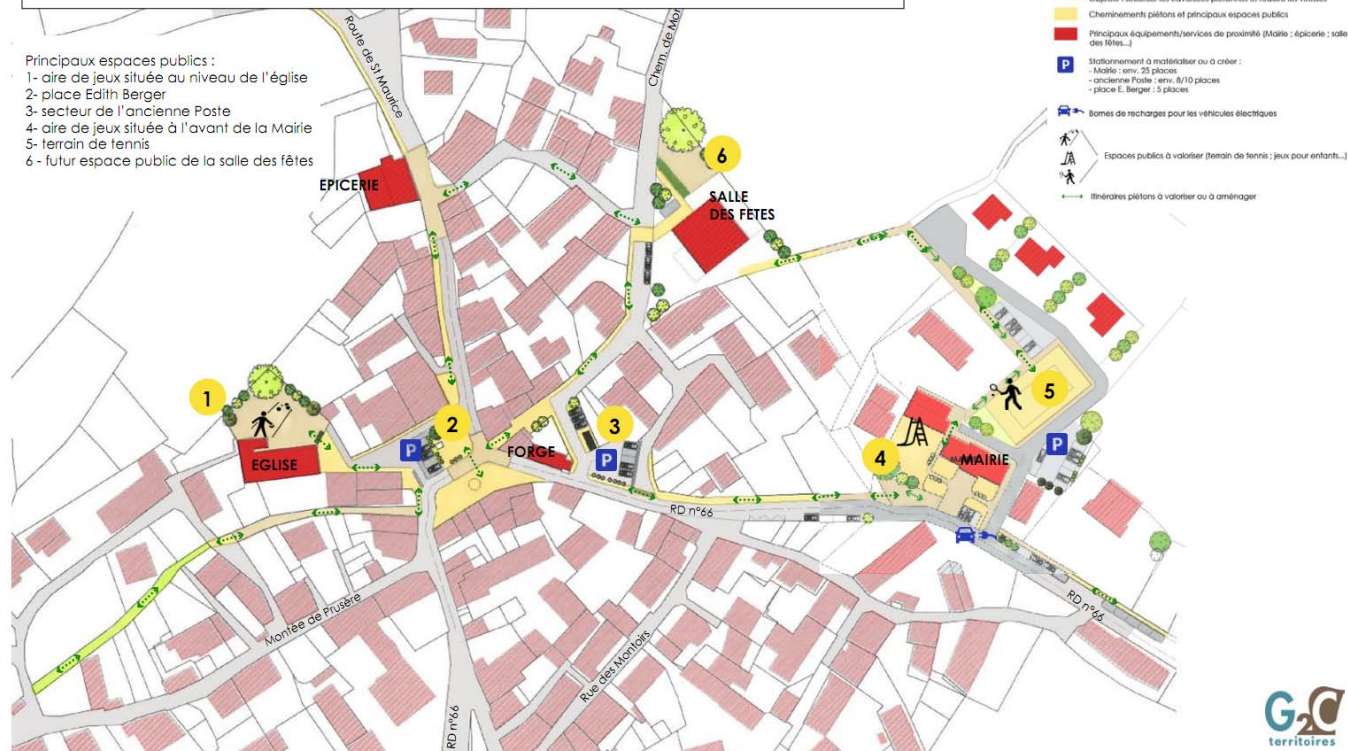 Cheminements piétons et principaux espaces publics
Principaux équipements/services de proximité (Mairie ; épicerie ; salle
des fêtes...)
P
Stationnement à matérialiser ou à créer :
- Mairie : env. 25 places
- ancienne Poste : env. 8/10 places
- place E. Berger : 5 places
Bornes de recharges pour les véhicules électriques
Espaces publics à valoriser (terrain de tennis ; jeux pour enfants...)
Itinéraires piétons à valoriser ou à aménager
Principaux espaces publics :
1- aire de jeux située au niveau de l'église
2- place Edith Berger
3- secteur de l'ancienne Poste
4- aire de jeux située à l'avant de la Mairie
5- terrain de tennis
6 - futur espace public de la salle des fêtes
Route de St Maurice
Chem. de Mon
6
EPICERIE
SALLE
DES FETES
1
2
3
4
5
P
P
P
EGLISE
FORGE
MAIRIE
RD n°66
RD n°66
RD n°66
Montée de Prusère
Rue des Montoirs
G2C
territoires